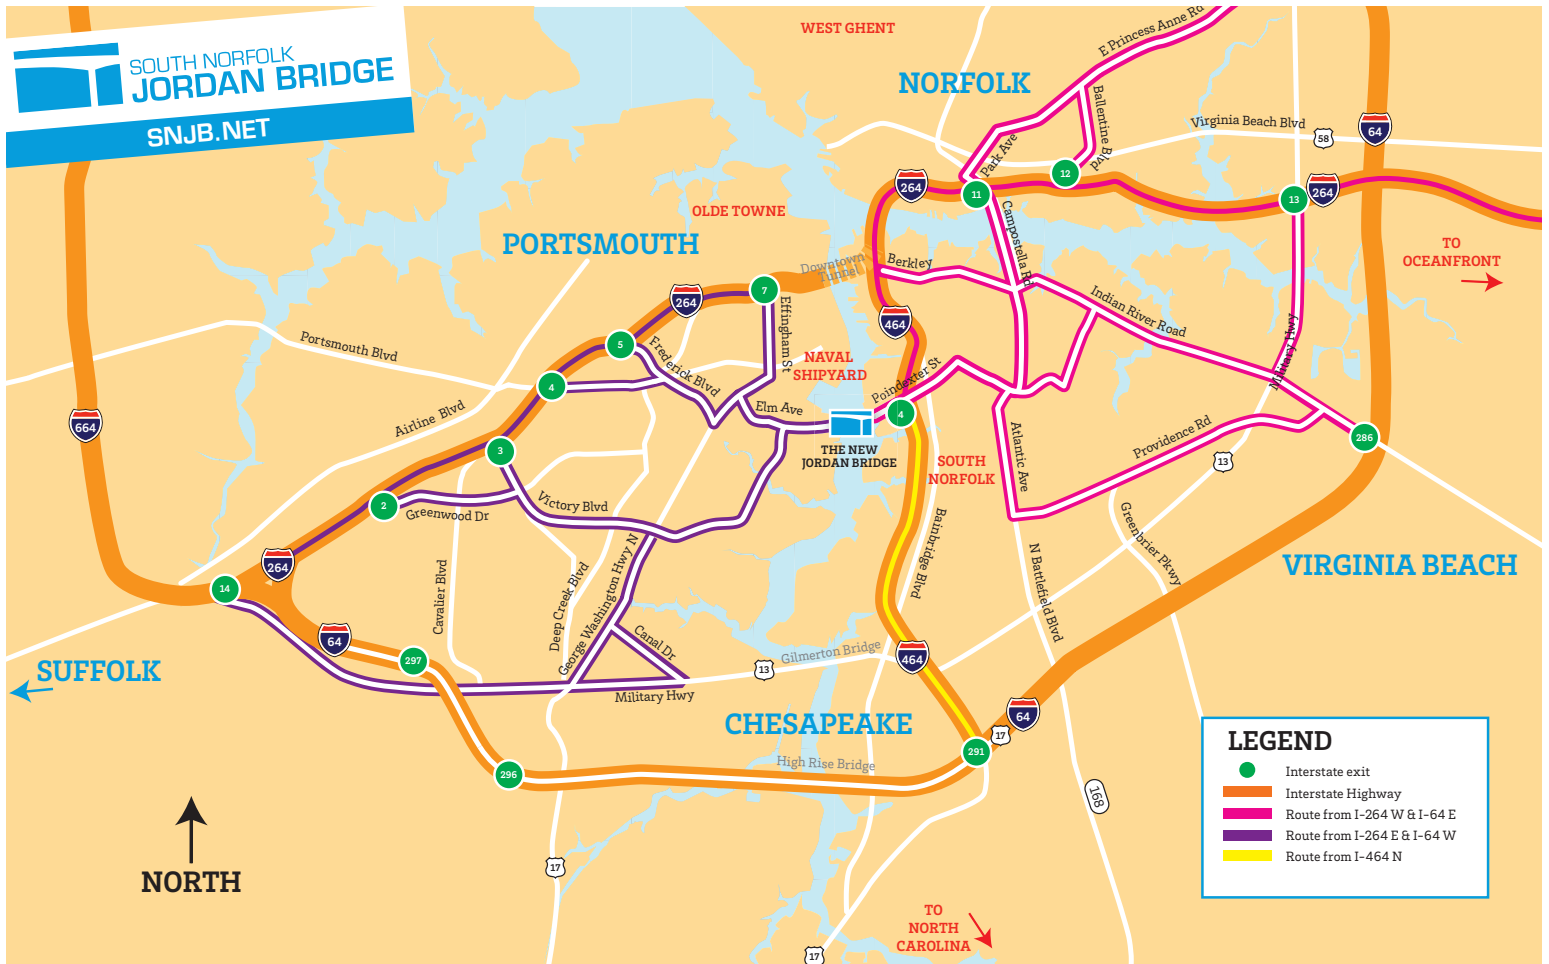 SOUTH NORFOLK
JORDAN BRIDGE
SNJB.NET
WEST GHENT
NORFOLK
E Princess Anne Rd
Ballentine Blvd
Virginia Beach Blvd
58
64
Park Ave
12
264
11
13
264
OLDE TOWNE
PORTSMOUTH
Campostella Rd
TO
OCEANFRONT
Downtown
Tunnel
Berkley
7
264
Effingham St
464
Indian River Road
Military Hwy
Portsmouth Blvd
5
Frederick Blvd
NAVAL
SHIPYARD
Poindexter St
4
Airline Blvd
Elm Ave
4
664
THE NEW
JORDAN BRIDGE
SOUTH
NORFOLK
Atlantic Ave
Providence Rd
286
13
3
2
Greenwood Dr
Victory Blvd
Bainbridge Blvd
Greenbrier Pkwy
N Battlefield Blvd
VIRGINIA BEACH
264
14
Cavalier Blvd
Deep Creek Blvd
George Washington Hwy N
Canal Dr
64
297
13
Gilmerton Bridge
464
SUFFOLK
Military Hwy
CHESAPEAKE
64
17
291
High Rise Bridge
296
168
17
17
NORTH
TO
NORTH
CAROLINA
LEGEND
Interstate exit
Interstate Highway
Route from I-264 W & I-64 E
Route from I-264 E & I-64 W
Route from I-464 N